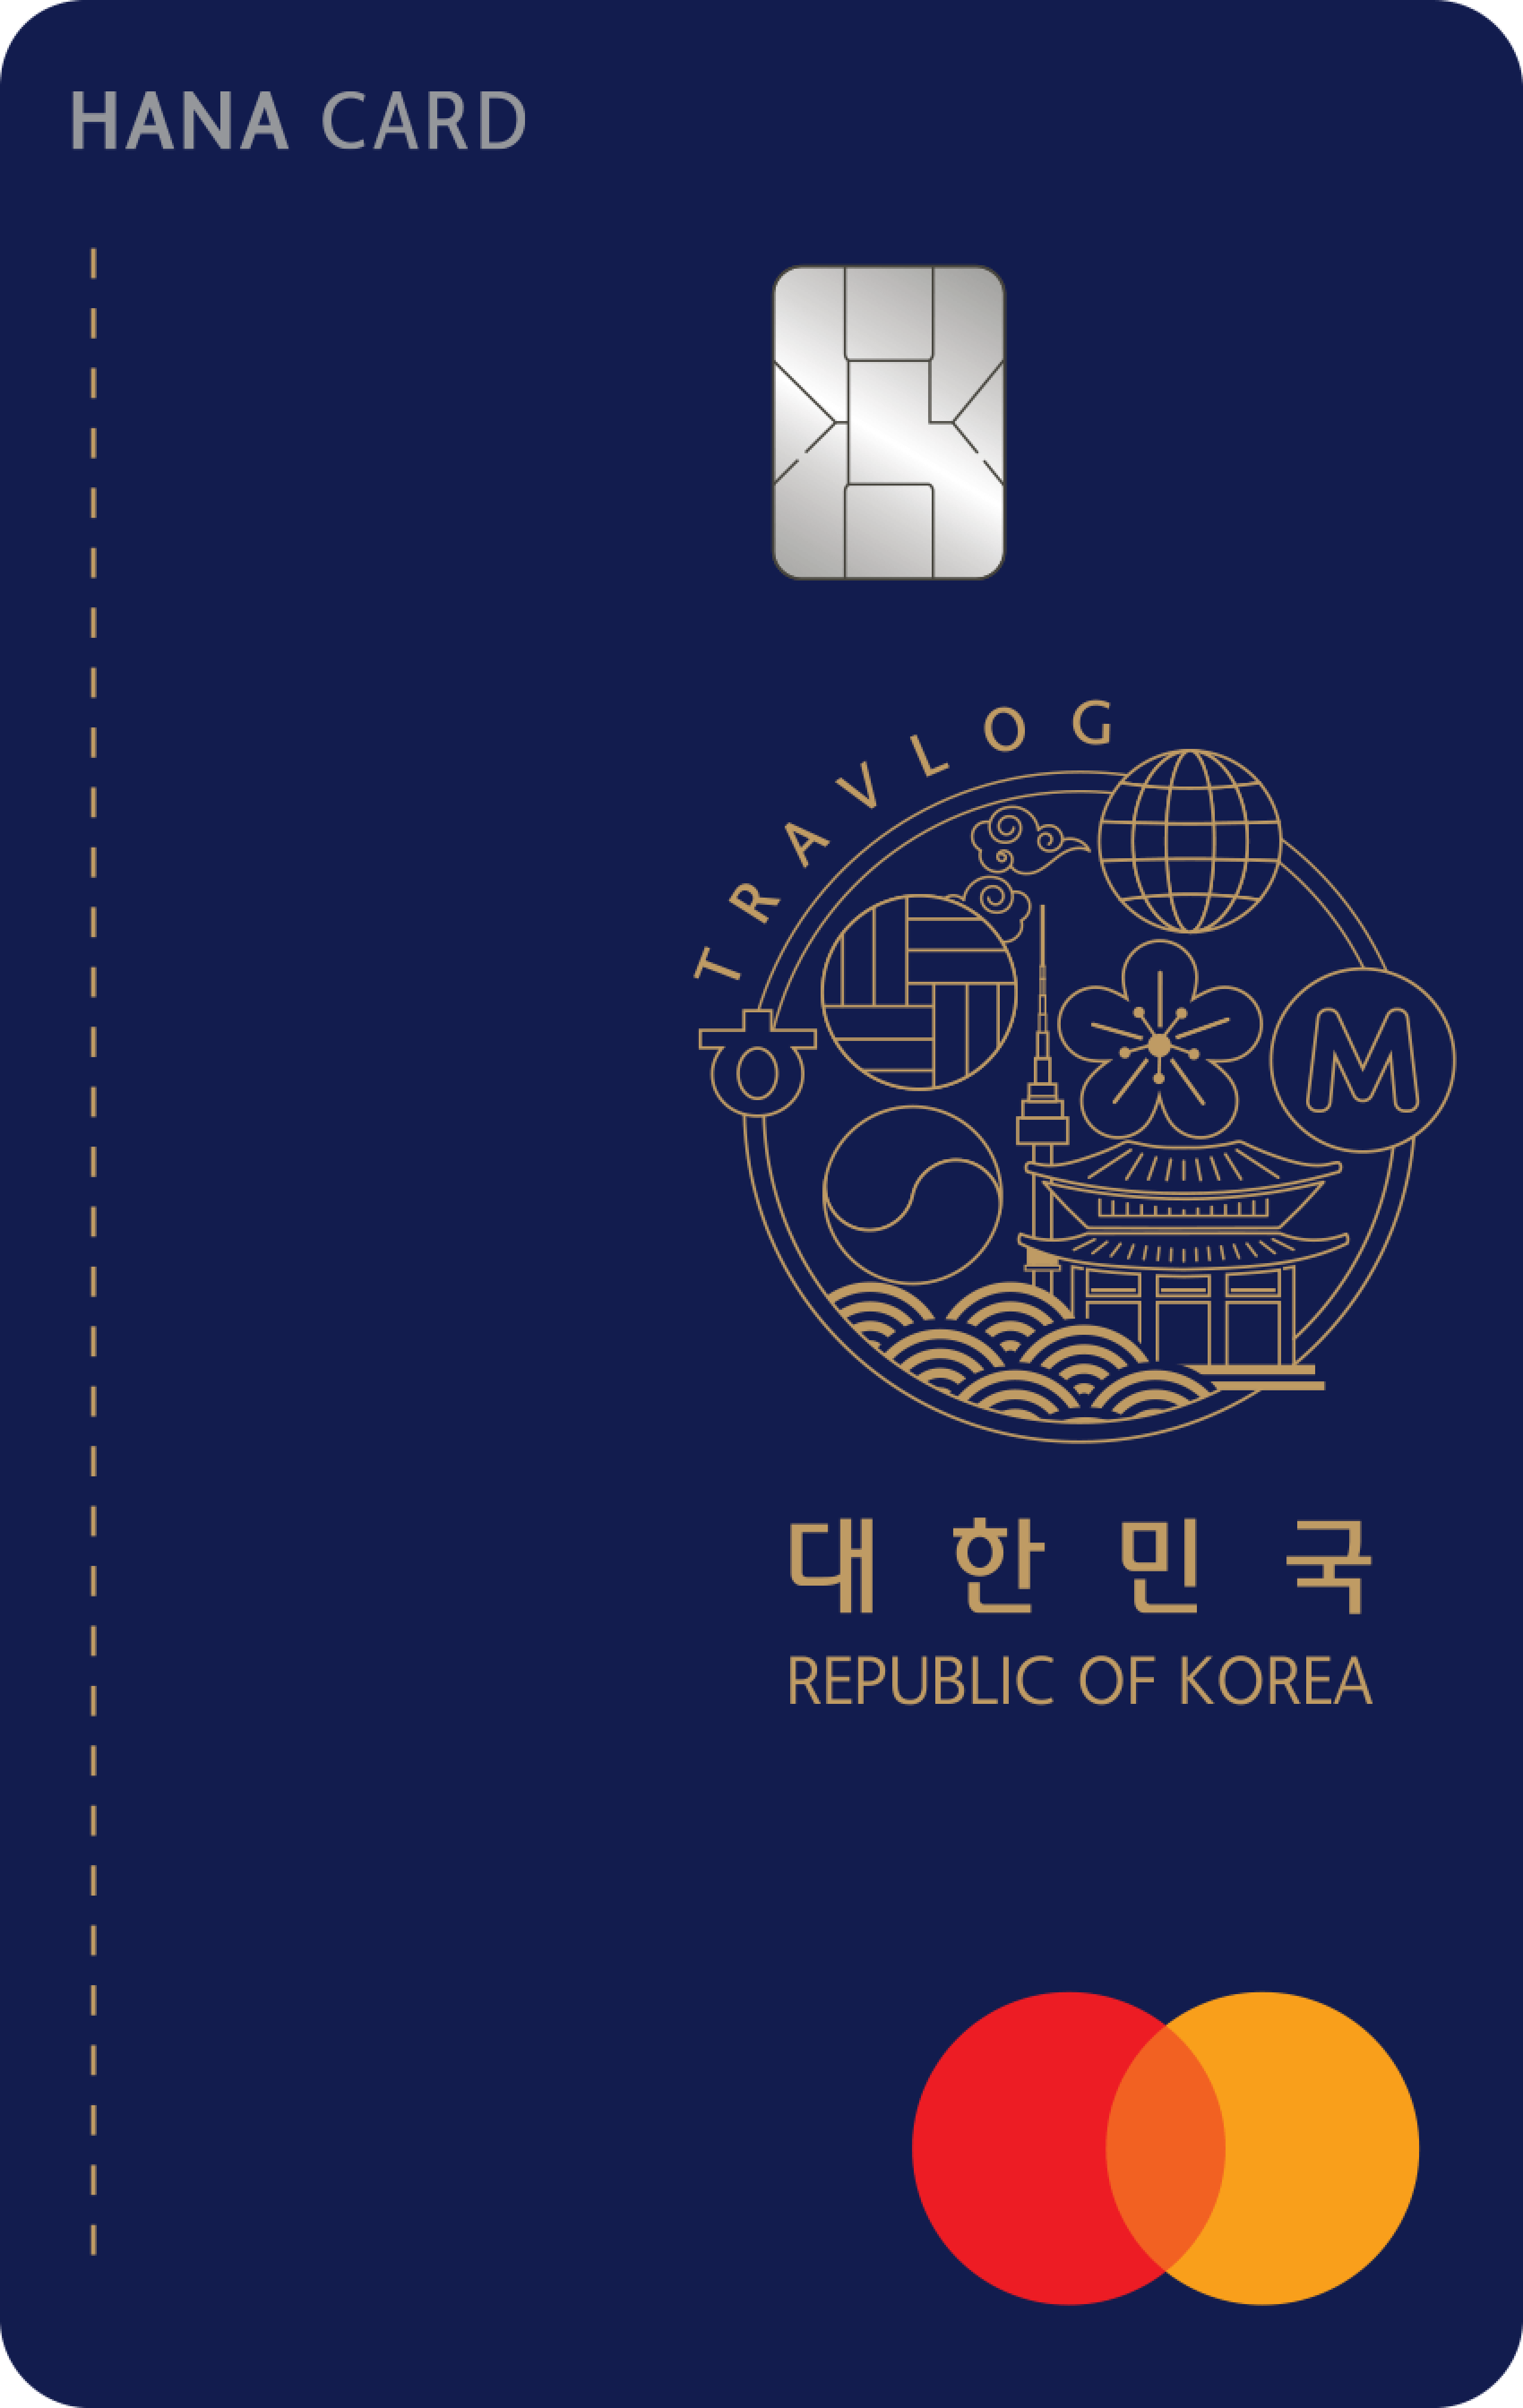 HANA CARD
TRAVLOG
ㅎ
M
대한민국
REPUBLIC OF KOREA